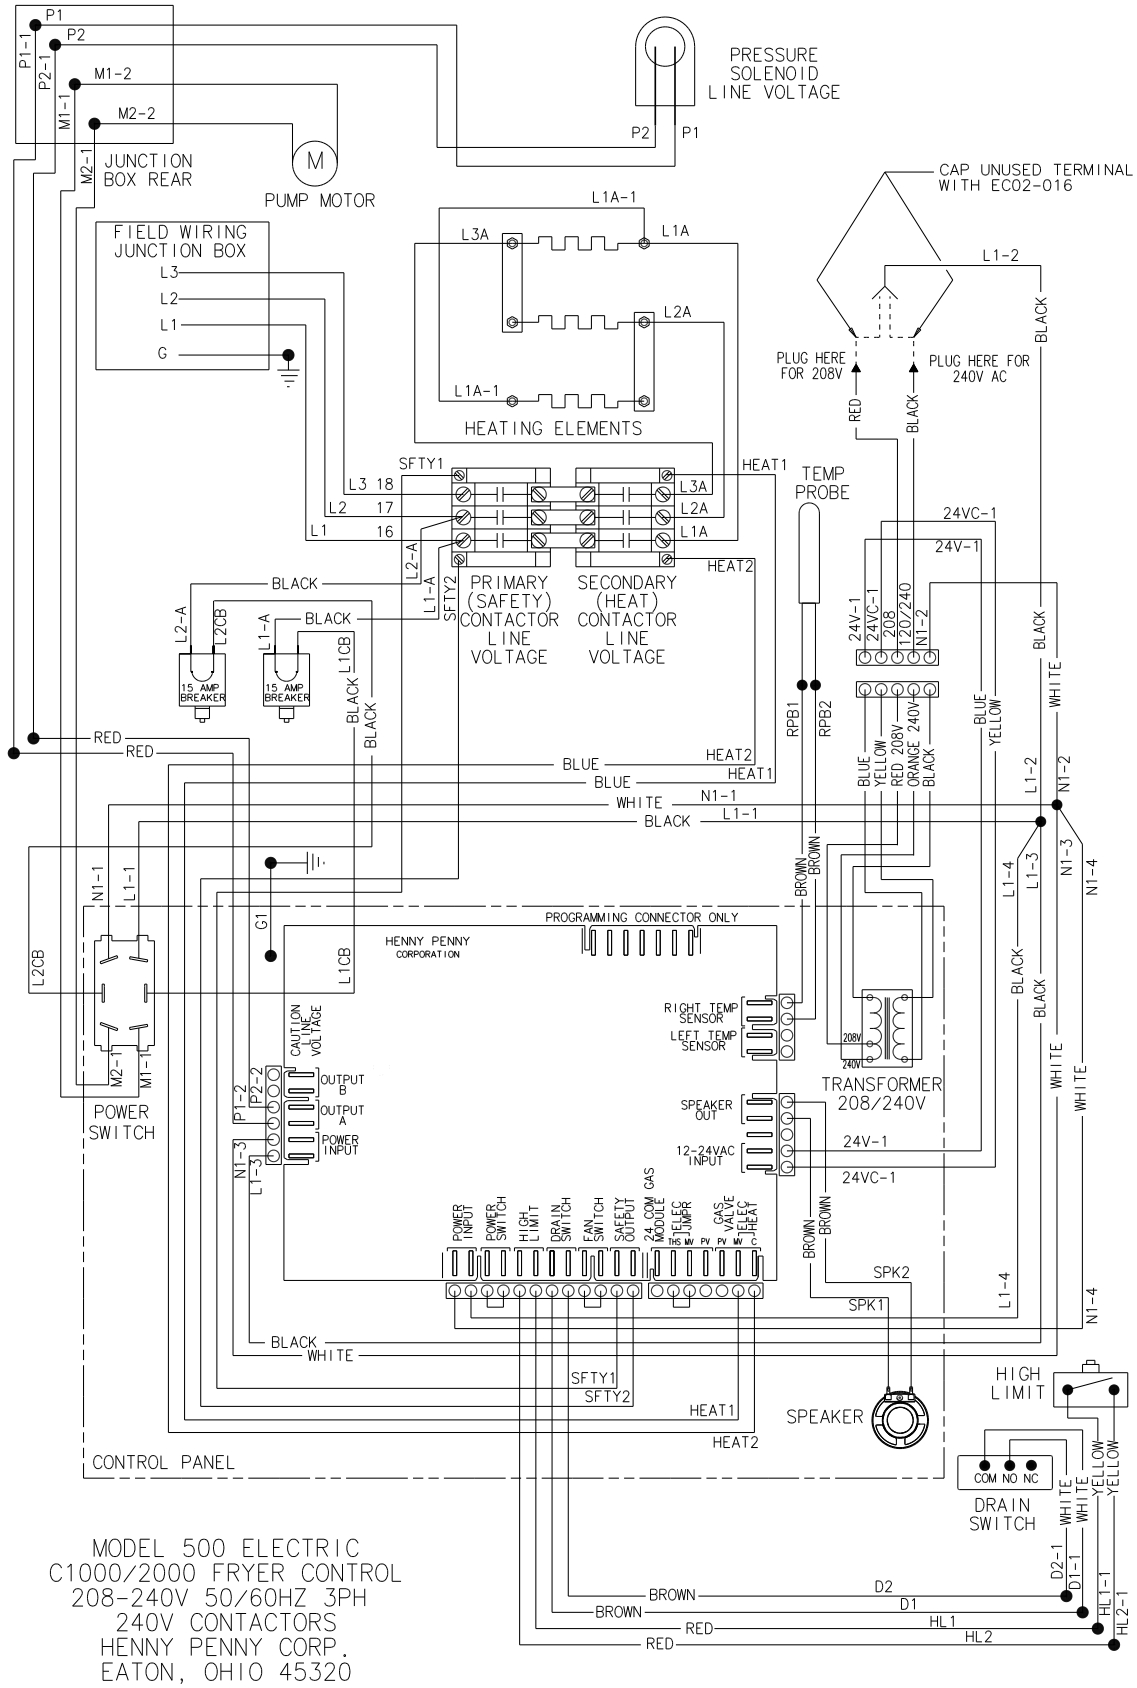 P1
P2
P1-1
P2-1
M1-2
M1-1
M2-2
M2-1
JUNCTION
BOX REAR
M
PUMP MOTOR
PRESSURE
SOLENOID
LINE VOLTAGE
P2
P1
CAP UNUSED TERMINAL
WITH EC02-016
FIELD WIRING
JUNCTION BOX
L3
L2
L1
G
L1A-1
L3A
L1A
L2A
L1A-1
HEATING ELEMENTS
L1-2
BLACK
PLUG HERE
FOR 208V
PLUG HERE FOR
240V AC
RED
BLACK
SFTY1
HEAT1
L3 18
L2 17
L1 16
L3A
L2A
L1A
HEAT2
TEMP
PROBE
24VC-1
24V-1
L2-A
L1-A
SFTY2
PRIMARY
(SAFETY)
CONTACTOR
LINE
VOLTAGE
SECONDARY
(HEAT)
CONTACTOR
LINE
VOLTAGE
BLACK
BLACK
L2-A
L2CB
L1-A
L1CB
15 AMP
BREAKER
15 AMP
BREAKER
BLACK
BLACK
24V-1
24VC-1
208
120/240
N1-2
BLACK
WHITE
RPB1
RPB2
BLUE
YELLOW
BLUE
YELLOW
RED 208V
ORANGE 240V
BLACK
RED
RED
BLUE
HEAT2
BLUE
HEAT1
WHITE
N1-1
BLACK
L1-1
L1-2
N1-2
N1-1
L1-1
G1
BROWN
BROWN
L1-4
L1-3
N1-3
N1-4
PROGRAMMING CONNECTOR ONLY
HENNY PENNY
CORPORATION
L2CB
L1CB
BLACK
BLACK
CAUTION
LINE
VOLTAGE
RIGHT TEMP
SENSOR
LEFT TEMP
SENSOR
208V
240V
TRANSFORMER
208/240V
M2-1
M1-1
POWER
SWITCH
P1-2
P2-2
OUTPUT
B
OUTPUT
A
POWER
INPUT
N1-3
L1-3
SPEAKER
OUT
12-24VAC
INPUT
24V-1
24VC-1
WHITE
WHITE
POWER
INPUT
POWER
SWITCH
HIGH
LIMIT
DRAIN
SWITCH
FAN
SWITCH
SAFETY
OUTPUT
24 COM GAS
MODULE
ELEC
JMPR
GAS
VALVE
ELEC
HEAT
THS MV PV PV MV C
BROWN
BROWN
SPK2
SPK1
L1-4
N1-4
BLACK
WHITE
SFTY1
SFTY2
HEAT1
HEAT2
SPEAKER
HIGH
LIMIT
CONTROL PANEL
COM NO NC
DRAIN
SWITCH
WHITE
WHITE
YELLOW
YELLOW
D2-1
D1-1
HL1-1
HL2-1
BROWN
D2
BROWN
D1
RED
HL1
RED
HL2
MODEL 500 ELECTRIC
C1000/2000 FRYER CONTROL
208-240V 50/60HZ 3PH
240V CONTACTORS
HENNY PENNY CORP.
EATON, OHIO 45320